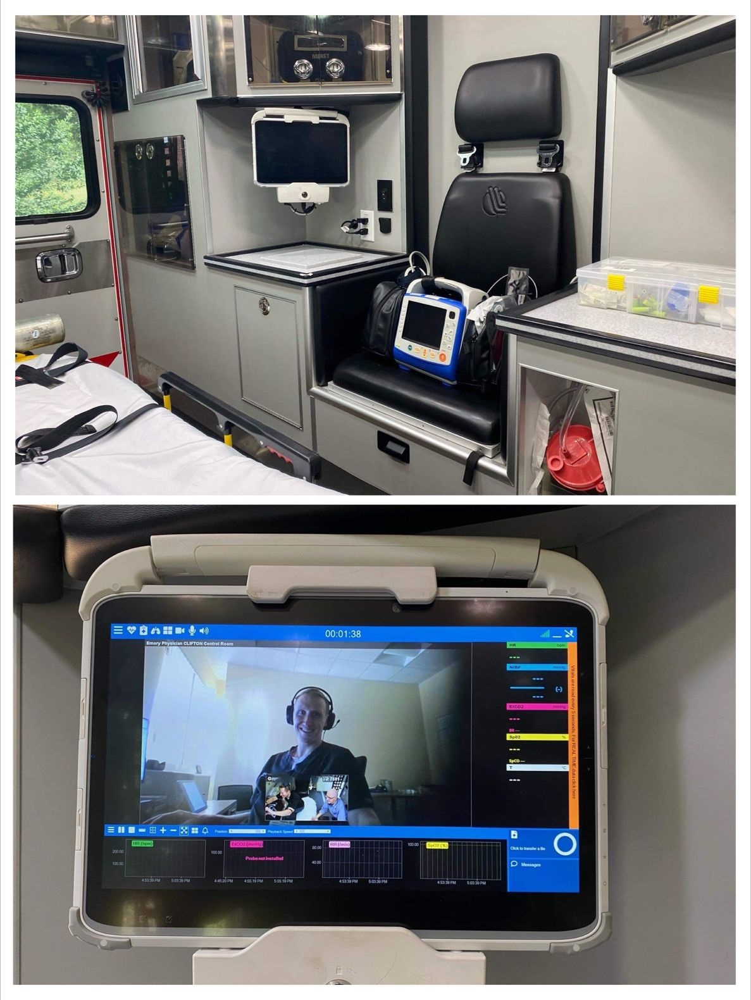 MERET
00:01:38
Emory Physician CLIFTON Control Room
HR bpm
---
NIBP mmHg
---
(-)
---
EtCO2 mmHg
---
BR ---
SpO2 %
---
SpCO ---
T °C
---
Vitals are read every 5 seconds. For REAL TIME data click here
Position
Playback Speed
HR (bpm)
200.00
100.00
4:53:39 PM 5:03:39 PM
EtCO2 (mmHg)
100.00
Probe not installed
4:45:20 PM 4:55:19 PM 5:05:19 PM
RR (/min)
80.00
40.00
4:53:39 PM 5:03:39 PM
SpO2 (%)
100.00
4:53:39 PM 5:03:39 PM
Click to transfer a file
Messages